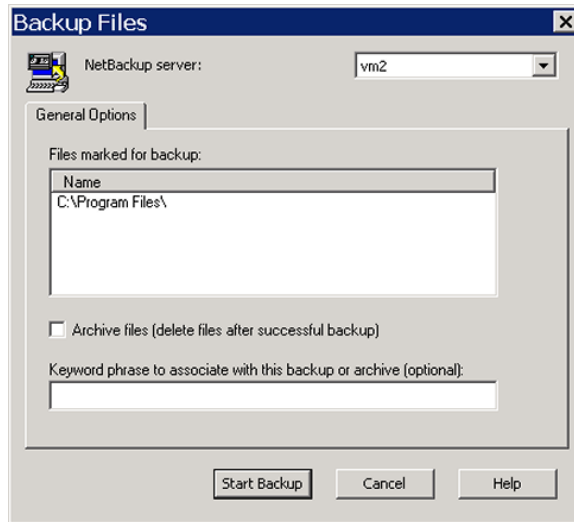 Backup Files
NetBackup server:
vm2
General Options
Files marked for backup:
Name
C:\Program Files\
Archive files (delete files after successful backup)
Keyword phrase to associate with this backup or archive (optional):
Start Backup
Cancel
Help